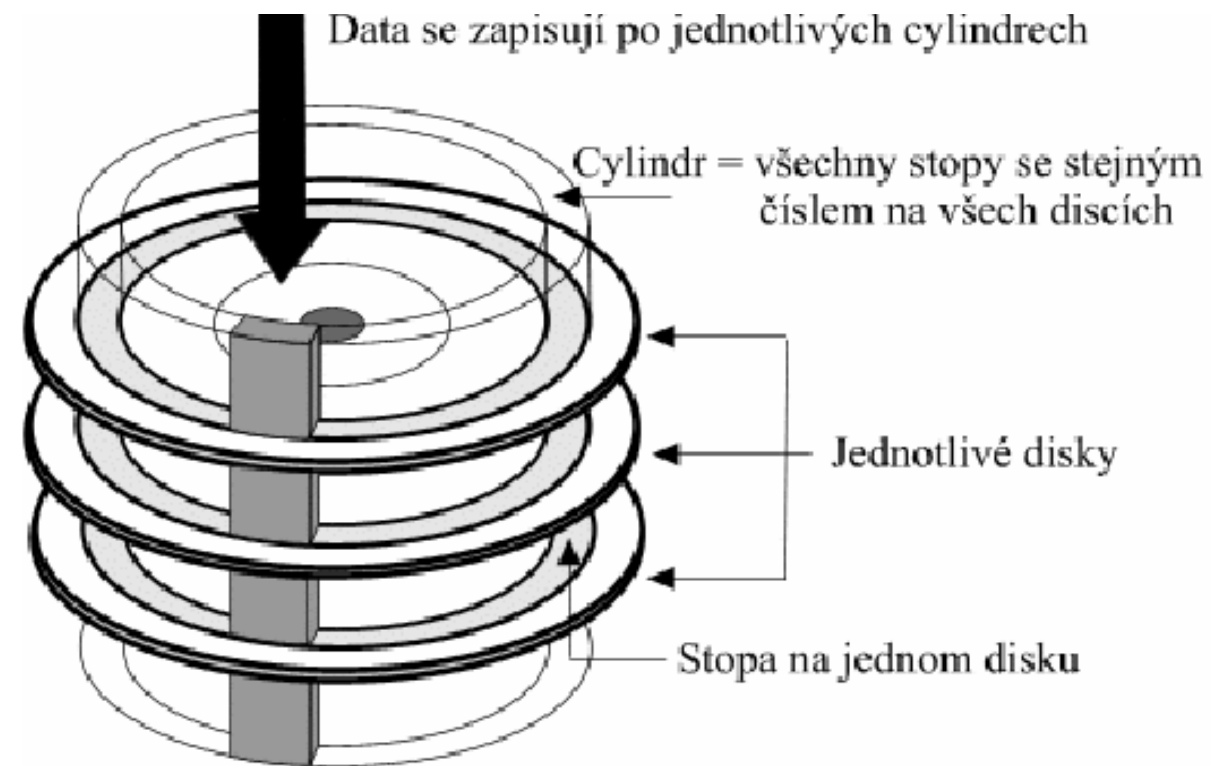 Data se zapisují po jednotlivých cylindrech
Cylindr = všechny stopy se stejným
číslem na všech discích
Jednotlivé disky
Stopa na jednom disku